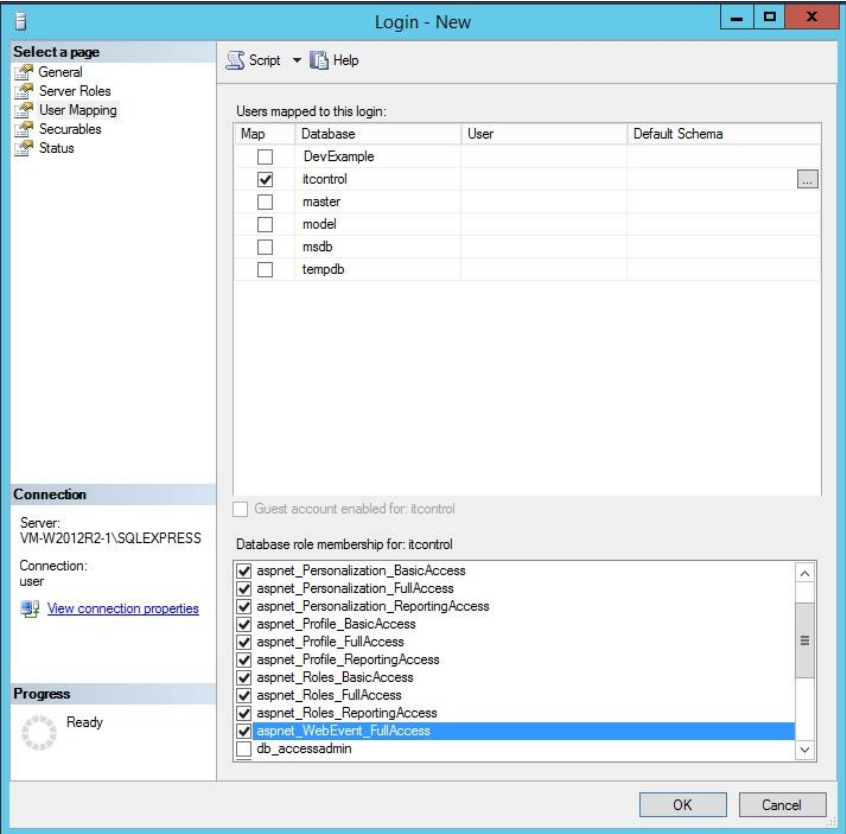 Login - New
Select a page
General
Server Roles
User Mapping
Securables
Status
Script Help
Users mapped to this login:
Map Database User Default Schema
DevExample
itcontrol ...
master
model
msdb
tempdb
Guest account enabled for: itcontrol
Connection
Server:
VM-W2012R2-1\SQLEXPRESS
Connection:
user
View connection properties
Database role membership for: itcontrol
aspnet_Personalization_BasicAccess
aspnet_Personalization_FullAccess
aspnet_Personalization_ReportingAccess
aspnet_Profile_BasicAccess
aspnet_Profile_FullAccess
aspnet_Profile_ReportingAccess
aspnet_Roles_BasicAccess
aspnet_Roles_FullAccess
aspnet_Roles_ReportingAccess
aspnet_WebEvent_FullAccess
db_accessadmin
Progress
Ready
OK Cancel